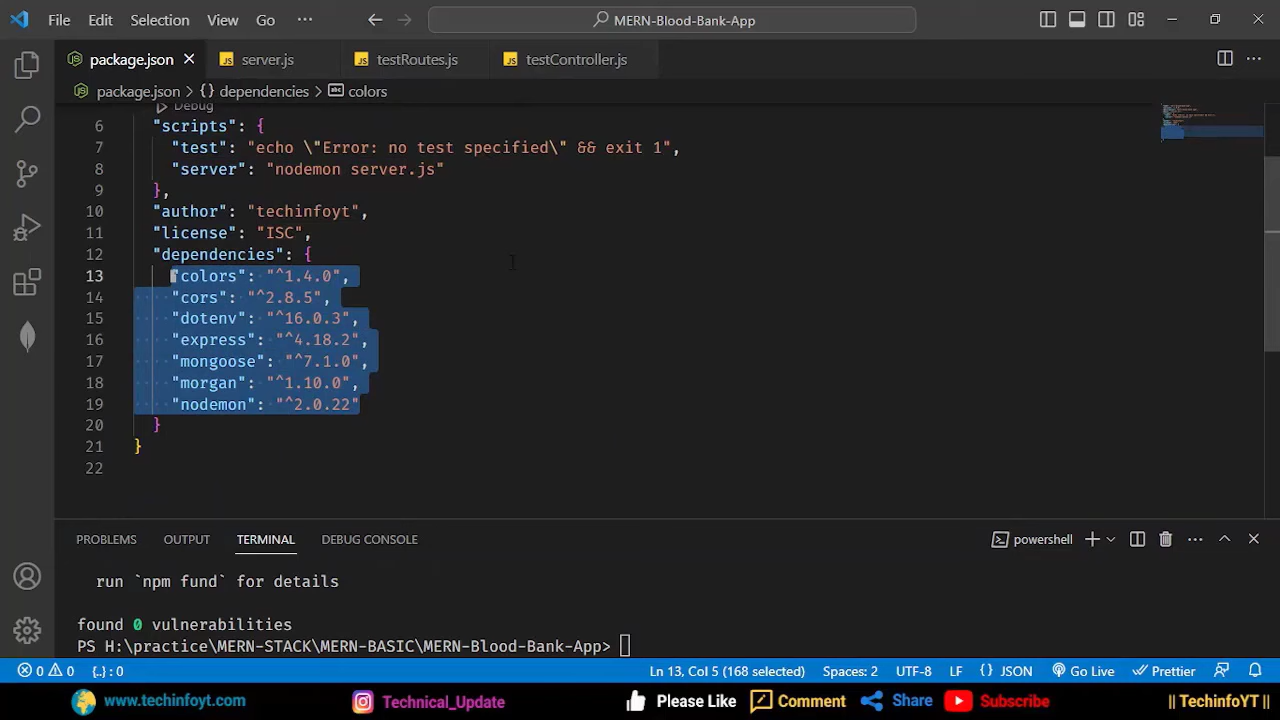 File Edit Selection View Go ··· MERN-Blood-Bank-App
package.json JS server.js JS testRoutes.js JS testController.js
package.json > {} dependencies > abc colors
Debug
6 "scripts": {
7 "test": "echo \"Error: no test specified\" && exit 1",
8 "server": "nodemon server.js"
9 },
10 "author": "techinfoyt",
11 "license": "ISC",
12 "dependencies": {
13 "colors": "^1.4.0",
14 "cors": "^2.8.5",
15 "dotenv": "^16.0.3",
16 "express": "^4.18.2",
17 "mongoose": "^7.1.0",
18 "morgan": "^1.10.0",
19 "nodemon": "^2.0.22"
20 }
21 }
22
PROBLEMS OUTPUT TERMINAL DEBUG CONSOLE powershell
run `npm fund` for details
found 0 vulnerabilities
PS H:\practice\MERN-STACK\MERN-BASIC\MERN-Blood-Bank-App>
0 0 {..} : 0 Ln 13, Col 5 (168 selected) Spaces: 2 UTF-8 LF {} JSON Go Live Prettier
www.techinfoyt.com Technical_Update Please Like Comment Share Subscribe || TechinfoYT ||